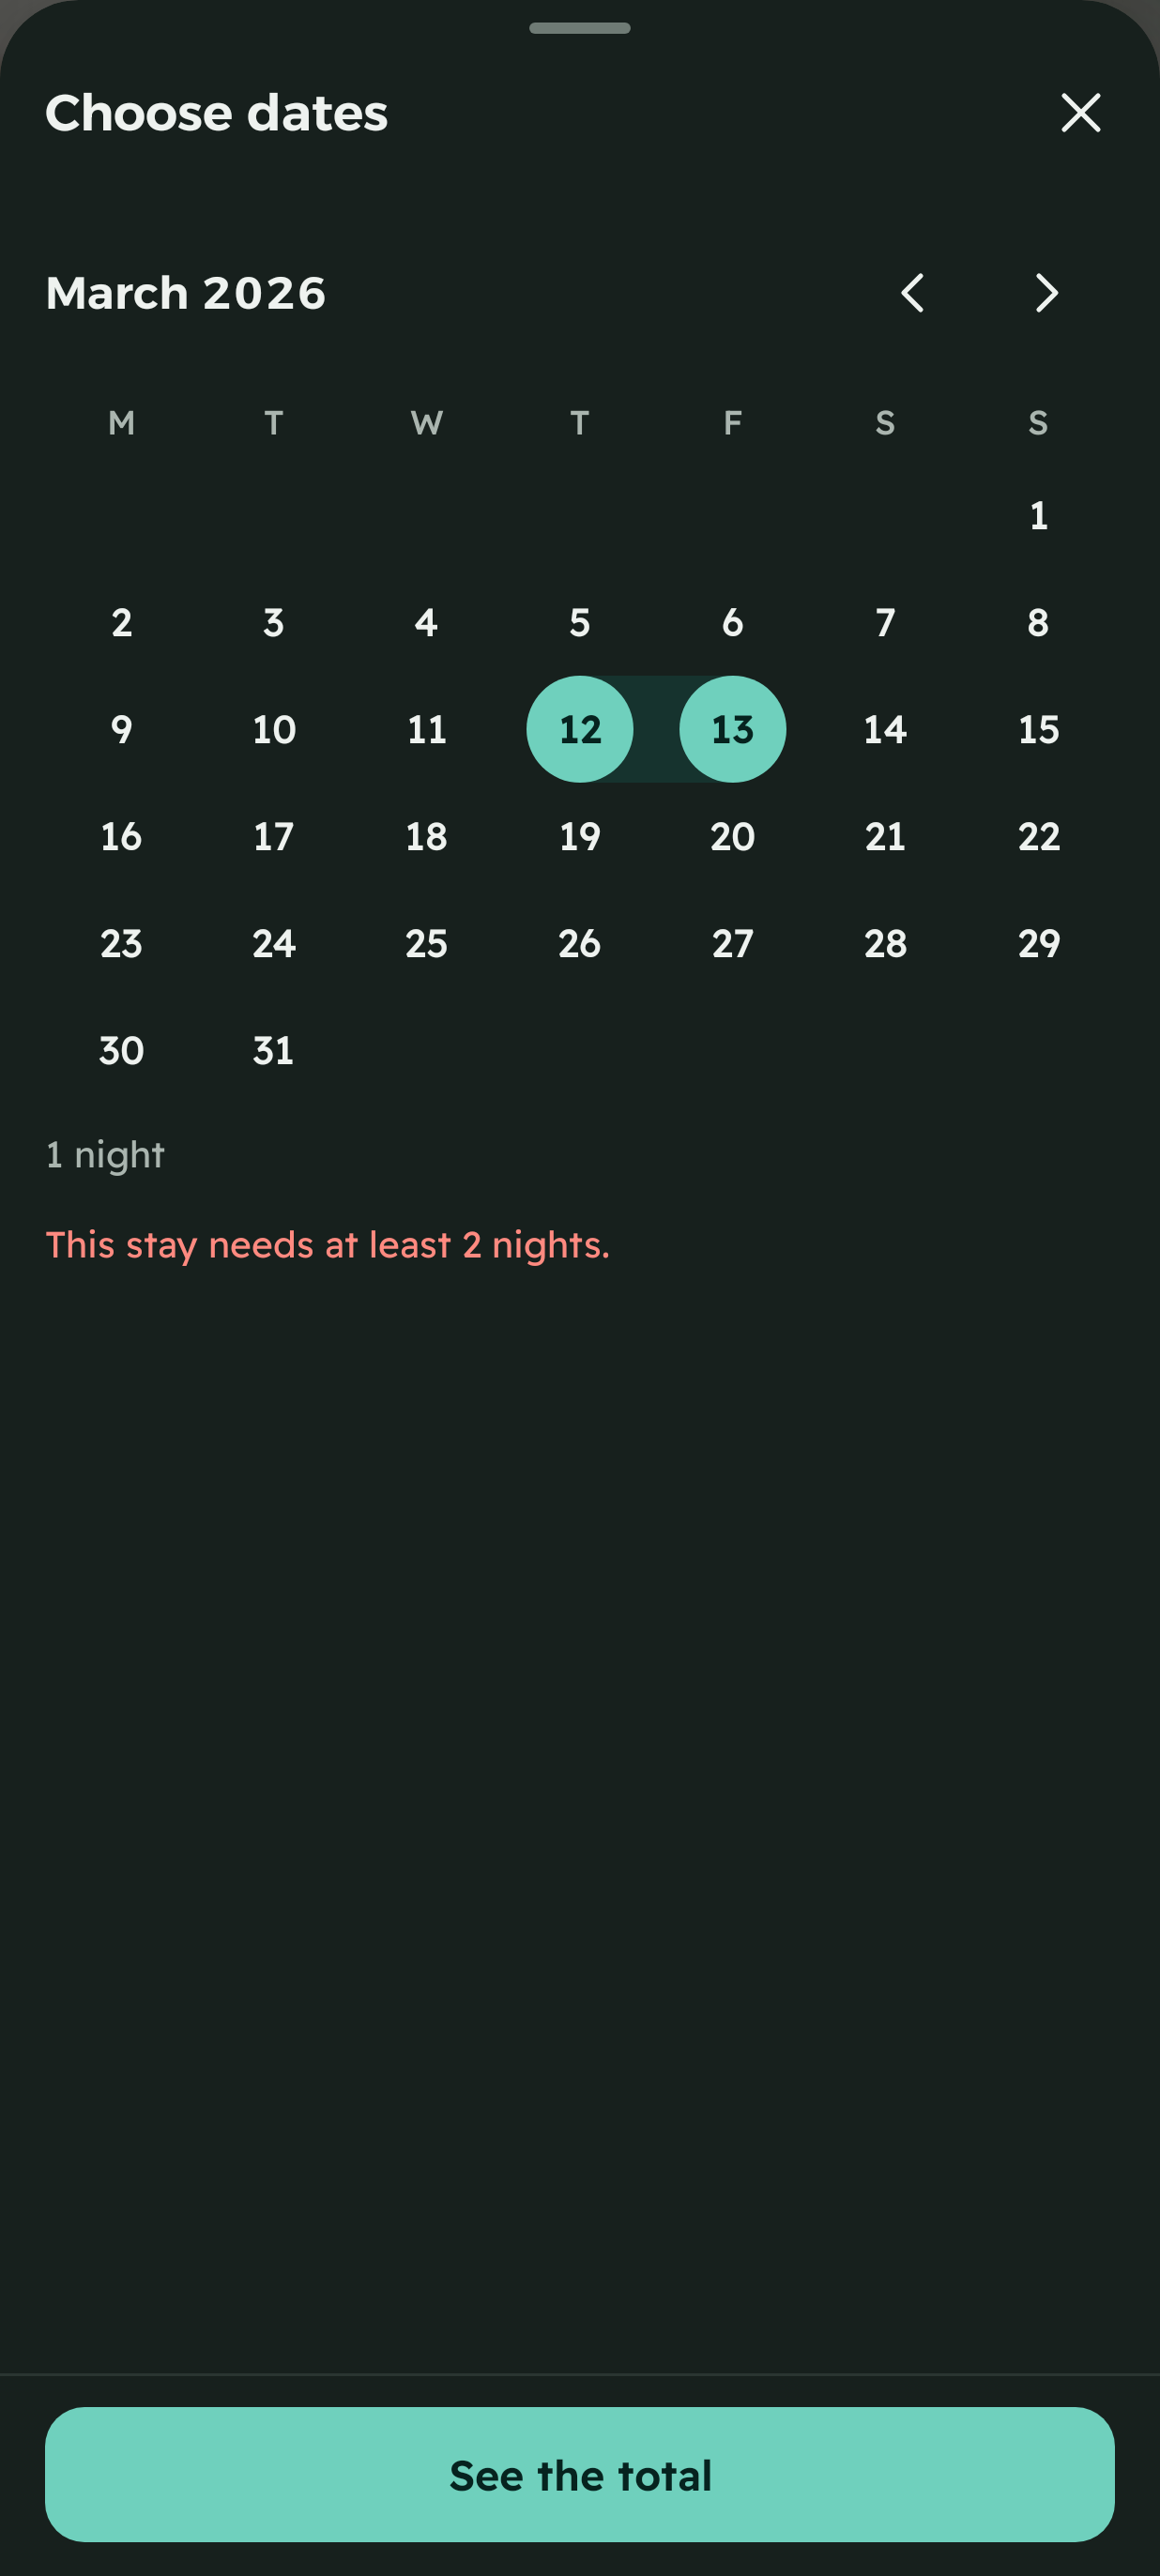 Choose dates
March 2026
M T W T F S S
1
2 3 4 5 6 7 8
9 10 11 12 13 14 15
16 17 18 19 20 21 22
23 24 25 26 27 28 29
30 31
1 night
This stay needs at least 2 nights.
See the total